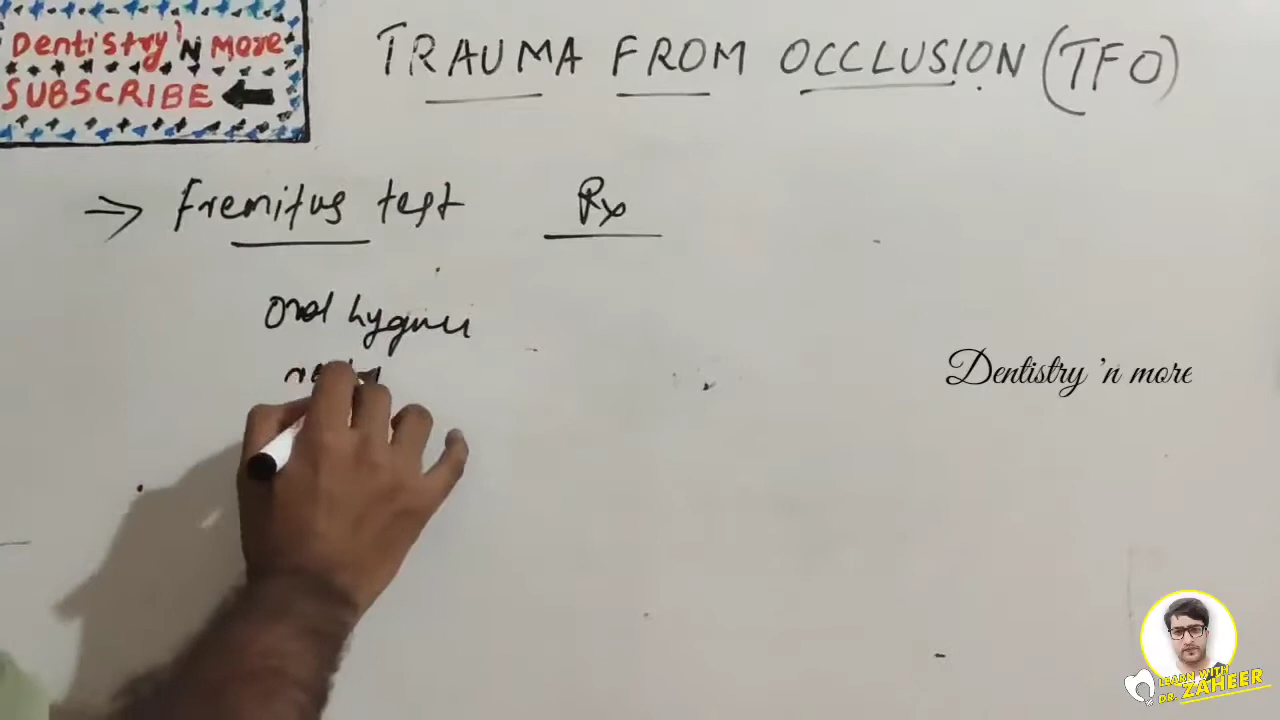 Dentistry 'N More
SUBSCRIBE
TRAUMA FROM OCCLUSION (TFO)
⇒ Fremitus test Rx
Oral hygiene
Dentistry 'n more
LEARN WITH
DR. ZAHEER